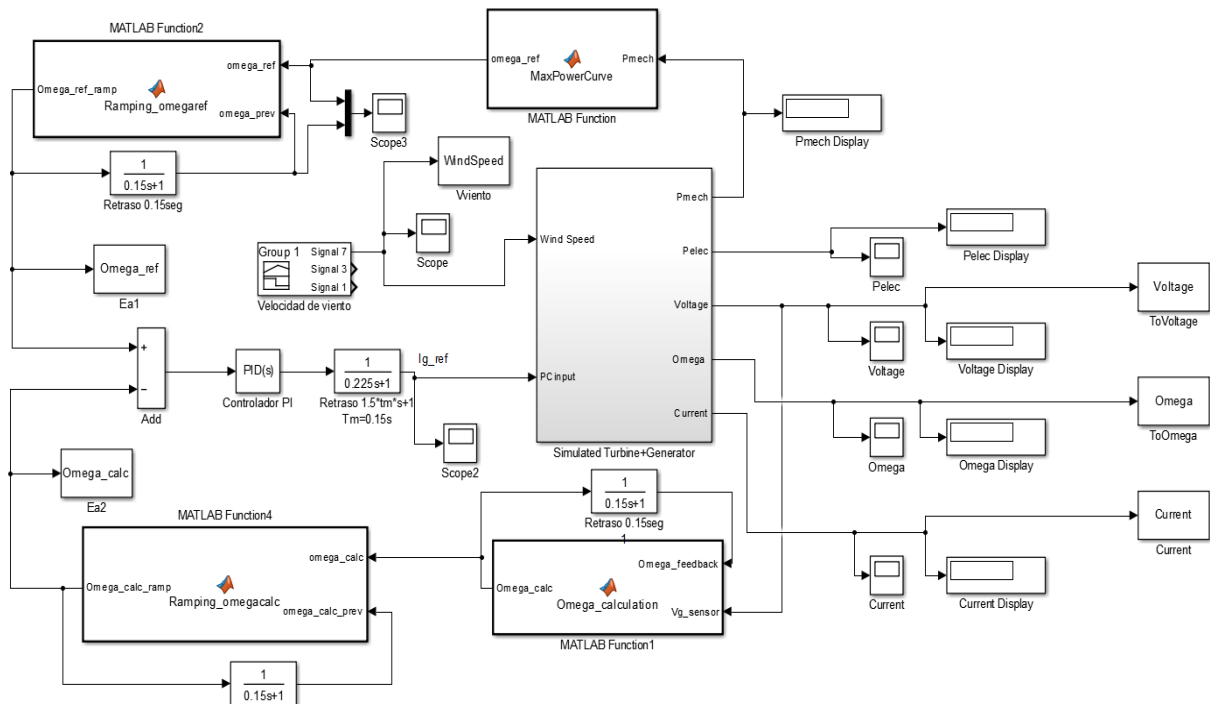 MATLAB Function2
omega_ref
Omega_ref_ramp
Ramping_omegaref
omega_prev
omega_ref
Pmech
MaxPowerCurve
MATLAB Function
Scope3
Pmech Display
1
0.15s+1
Retraso 0.15seg
WindSpeed
Vviento
Group 1
Signal 7
Signal 3
Signal 1
Velocidad de viento
Scope
Omega_ref
Ea1
Wind Speed
PCinput
Pmech
Pelec
Voltage
Omega
Current
Simulated Turbine+Generator
Pelec
Pelec Display
Voltage
ToVoltage
Voltage
Voltage Display
Omega
ToOmega
Omega
Omega Display
Current
Current
Current
Current Display
+
−
Add
PID(s)
Controlador PI
1
0.225s+1
Retraso 1.5*tm*s+1
Tm=0.15s
Ig_ref
Scope2
Omega_calc
Ea2
MATLAB Function4
omega_calc
Omega_calc_ramp
Ramping_omegacalc
omega_calc_prev
1
0.15s+1
1
0.15s+1
Retraso 0.15seg
1
Omega_feedback
Omega_calc
Omega_calculation
Vg_sensor
MATLAB Function1